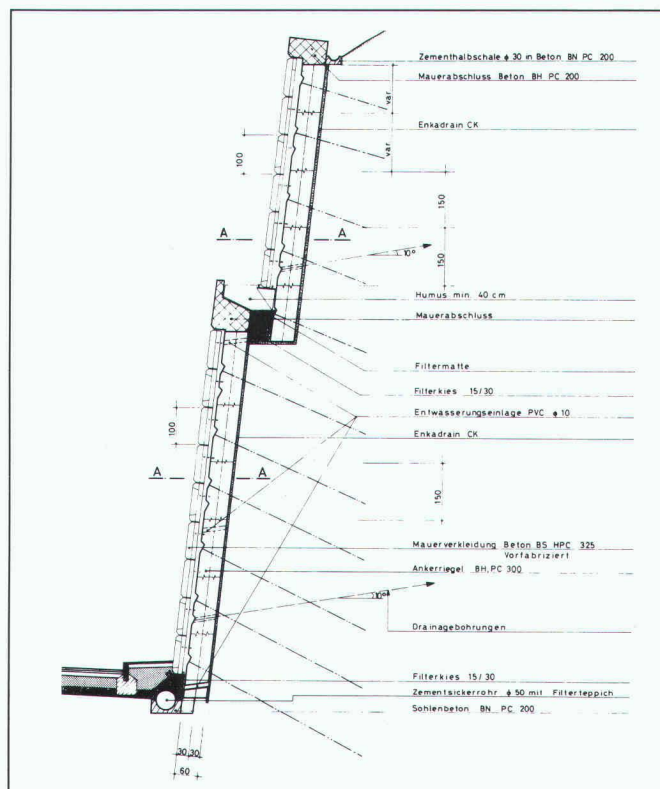 Zementhalbschale ϕ 30 in Beton BN PC 200
Mauerabschluss Beton BH PC 200
var.
Enkadrain CK
var.
100
150
A
A
150
10°
Humus min. 40 cm
Mauerabschluss
Filtermatte
Filterkies 15/30
Entwässerungseinlage PVC ϕ 10
100
Enkadrain CK
A
A
150
Mauerverkleidung Beton BS HPC 325
Vorfabriziert
Ankerriegel BH, PC 300
10°
Drainagebohrungen
Filterkies 15/30
Zementsickerrohr ϕ 50 mit Filterteppich
Sohlenbeton BN PC 200
30 30
60